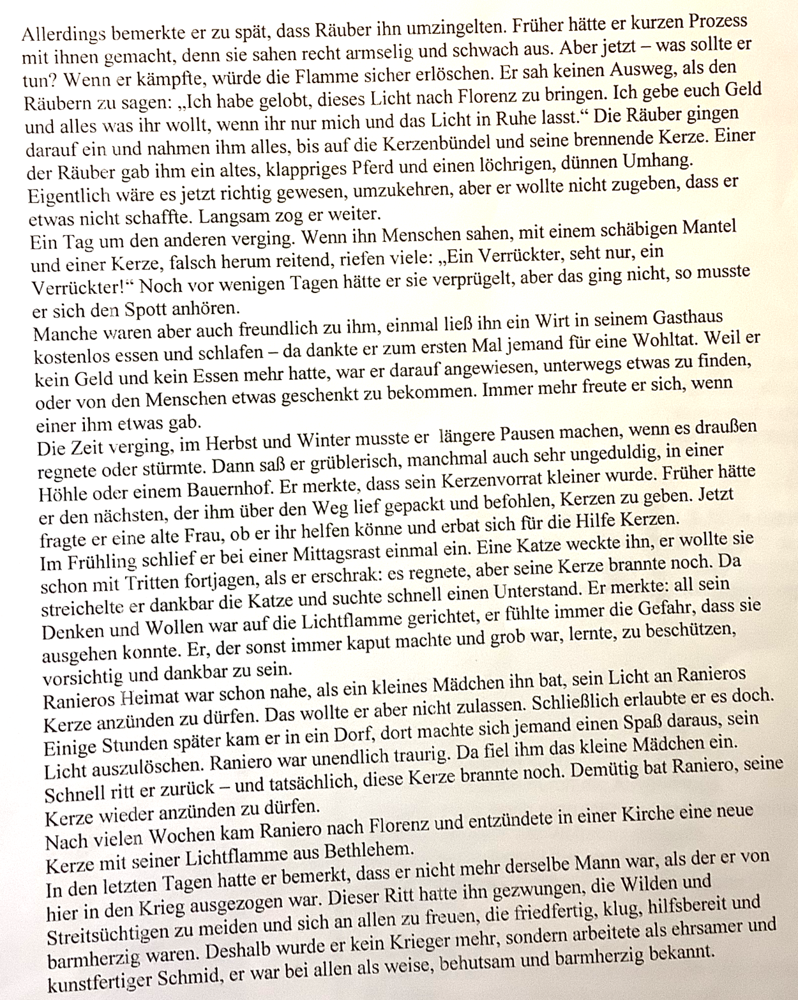 Allerdings bemerkte er zu spät, dass Räuber ihn umzingelten. Früher hätte er kurzen Prozess
mit ihnen gemacht, denn sie sahen recht armselig und schwach aus. Aber jetzt – was sollte er
tun? Wenn er kämpfte, würde die Flamme sicher erlöschen. Er sah keinen Ausweg, als den
Räubern zu sagen: „Ich habe gelobt, dieses Licht nach Florenz zu bringen. Ich gebe euch Geld
und alles was ihr wollt, wenn ihr nur mich und das Licht in Ruhe lasst.“ Die Räuber gingen
darauf ein und nahmen ihm alles, bis auf die Kerzenbündel und seine brennende Kerze. Einer
der Räuber gab ihm ein altes, klappriges Pferd und einen löchrigen, dünnen Umhang.
Eigentlich wäre es jetzt richtig gewesen, umzukehren, aber er wollte nicht zugeben, dass er
etwas nicht schaffte. Langsam zog er weiter.
Ein Tag um den anderen verging. Wenn ihn Menschen sahen, mit einem schäbigen Mantel
und einer Kerze, falsch herum reitend, riefen viele: „Ein Verrückter, seht nur, ein
Verrückter!“ Noch vor wenigen Tagen hätte er sie verprügelt, aber das ging nicht, so musste
er sich den Spott anhören.
Manche waren aber auch freundlich zu ihm, einmal ließ ihn ein Wirt in seinem Gasthaus
kostenlos essen und schlafen – da dankte er zum ersten Mal jemand für eine Wohltat. Weil er
kein Geld und kein Essen mehr hatte, war er darauf angewiesen, unterwegs etwas zu finden,
oder von den Menschen etwas geschenkt zu bekommen. Immer mehr freute er sich, wenn
einer ihm etwas gab.
Die Zeit verging, im Herbst und Winter musste er längere Pausen machen, wenn es draußen
regnete oder stürmte. Dann saß er grüblerisch, manchmal auch sehr ungeduldig, in einer
Höhle oder einem Bauernhof. Er merkte, dass sein Kerzenvorrat kleiner wurde. Früher hätte
er den nächsten, der ihm über den Weg lief gepackt und befohlen, Kerzen zu geben. Jetzt
fragte er eine alte Frau, ob er ihr helfen könne und erbat sich für die Hilfe Kerzen.
Im Frühling schlief er bei einer Mittagsrast einmal ein. Eine Katze weckte ihn, er wollte sie
schon mit Tritten fortjagen, als er erschrak: es regnete, aber seine Kerze brannte noch. Da
streichelte er dankbar die Katze und suchte schnell einen Unterstand. Er merkte: all sein
Denken und Wollen war auf die Lichtflamme gerichtet, er fühlte immer die Gefahr, dass sie
ausgehen konnte. Er, der sonst immer kaput machte und grob war, lernte, zu beschützen,
vorsichtig und dankbar zu sein.
Ranieros Heimat war schon nahe, als ein kleines Mädchen ihn bat, sein Licht an Ranieros
Kerze anzünden zu dürfen. Das wollte er aber nicht zulassen. Schließlich erlaubte er es doch.
Einige Stunden später kam er in ein Dorf, dort machte sich jemand einen Spaß daraus, sein
Licht auszulöschen. Raniero war unendlich traurig. Da fiel ihm das kleine Mädchen ein.
Schnell ritt er zurück – und tatsächlich, diese Kerze brannte noch. Demütig bat Raniero, seine
Kerze wieder anzünden zu dürfen.
Nach vielen Wochen kam Raniero nach Florenz und entzündete in einer Kirche eine neue
Kerze mit seiner Lichtflamme aus Bethlehem.
In den letzten Tagen hatte er bemerkt, dass er nicht mehr derselbe Mann war, als der er von
hier in den Krieg ausgezogen war. Dieser Ritt hatte ihn gezwungen, die Wilden und
Streitsüchtigen zu meiden und sich an allen zu freuen, die friedfertig, klug, hilfsbereit und
barmherzig waren. Deshalb wurde er kein Krieger mehr, sondern arbeitete als ehrsamer und
kunstfertiger Schmid, er war bei allen als weise, behutsam und barmherzig bekannt.